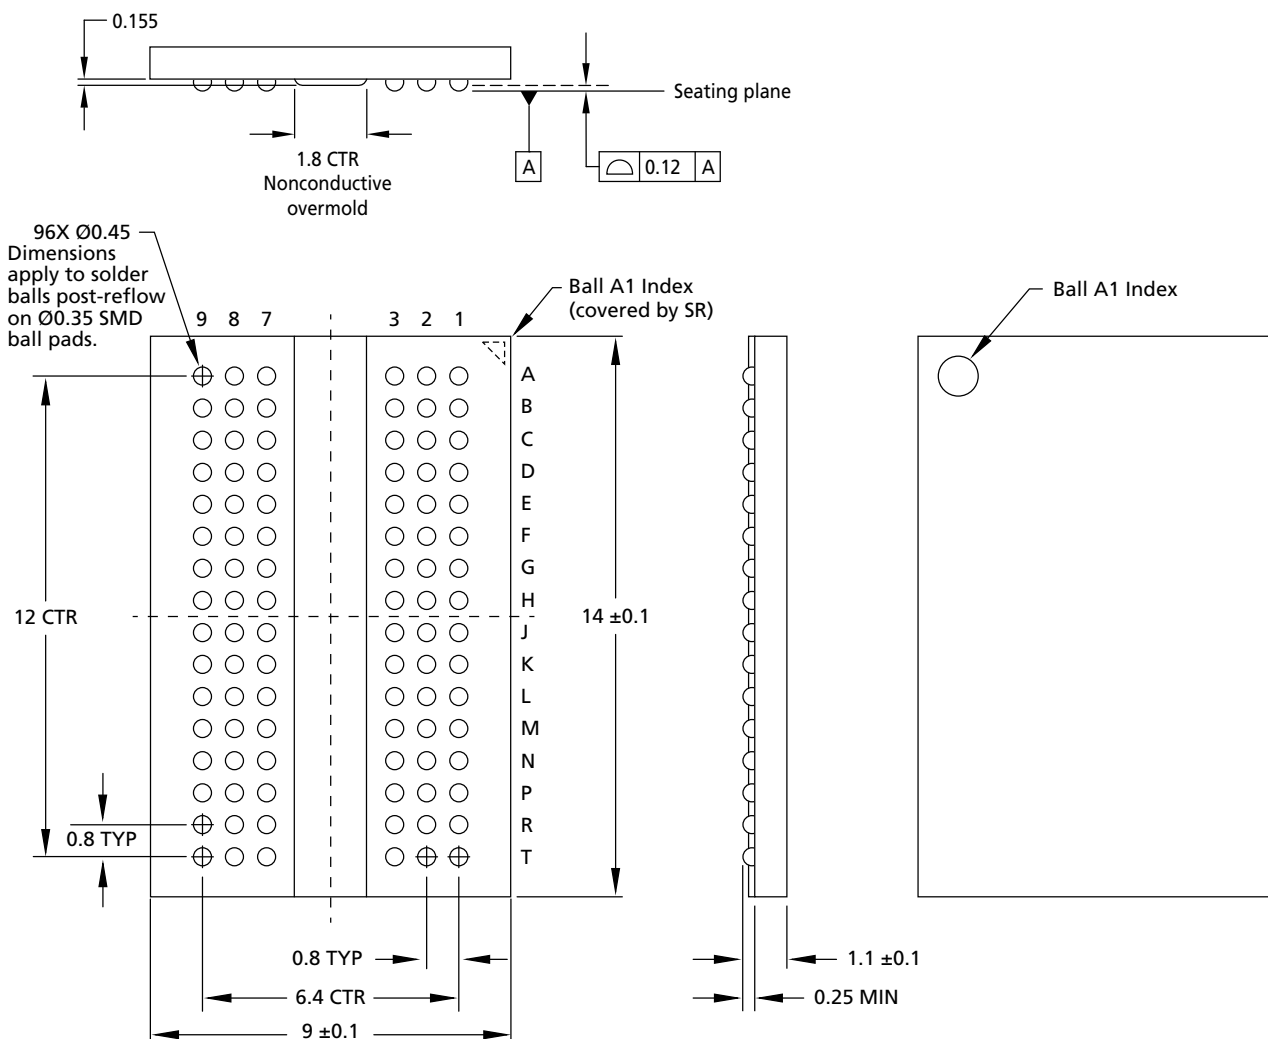 0.155
Seating plane
1.8 CTR
Nonconductive
overmold
A
0.12 A
96X Ø0.45
Dimensions
apply to solder
balls post-reflow
on Ø0.35 SMD
ball pads.
Ball A1 Index
(covered by SR)
Ball A1 Index
9 8 7 3 2 1
A
B
C
D
E
F
G
H
J
K
L
M
N
P
R
T
12 CTR
14 ±0.1
0.8 TYP
0.8 TYP
1.1 ±0.1
6.4 CTR
0.25 MIN
9 ±0.1